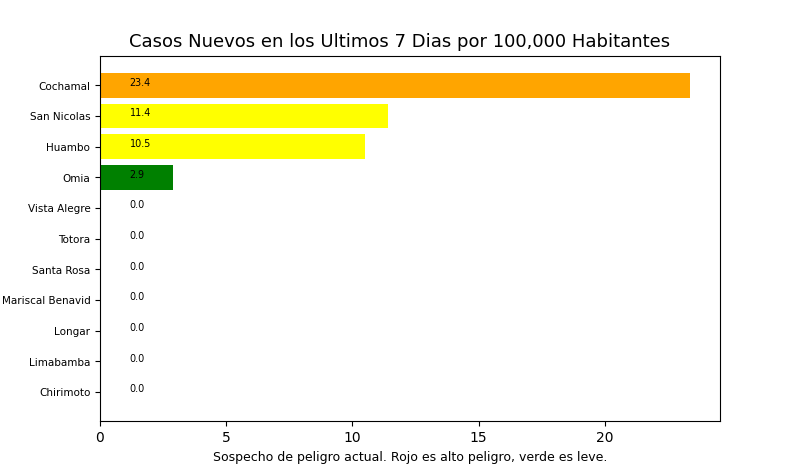 Casos Nuevos en los Ultimos 7 Dias por 100,000 Habitantes
Cochamal 23.4
San Nicolas 11.4
Huambo 10.5
Omia 2.9
Vista Alegre 0.0
Totora 0.0
Santa Rosa 0.0
Mariscal Benavid 0.0
Longar 0.0
Limabamba 0.0
Chirimoto 0.0
0 5 10 15 20
Sospecho de peligro actual. Rojo es alto peligro, verde es leve.